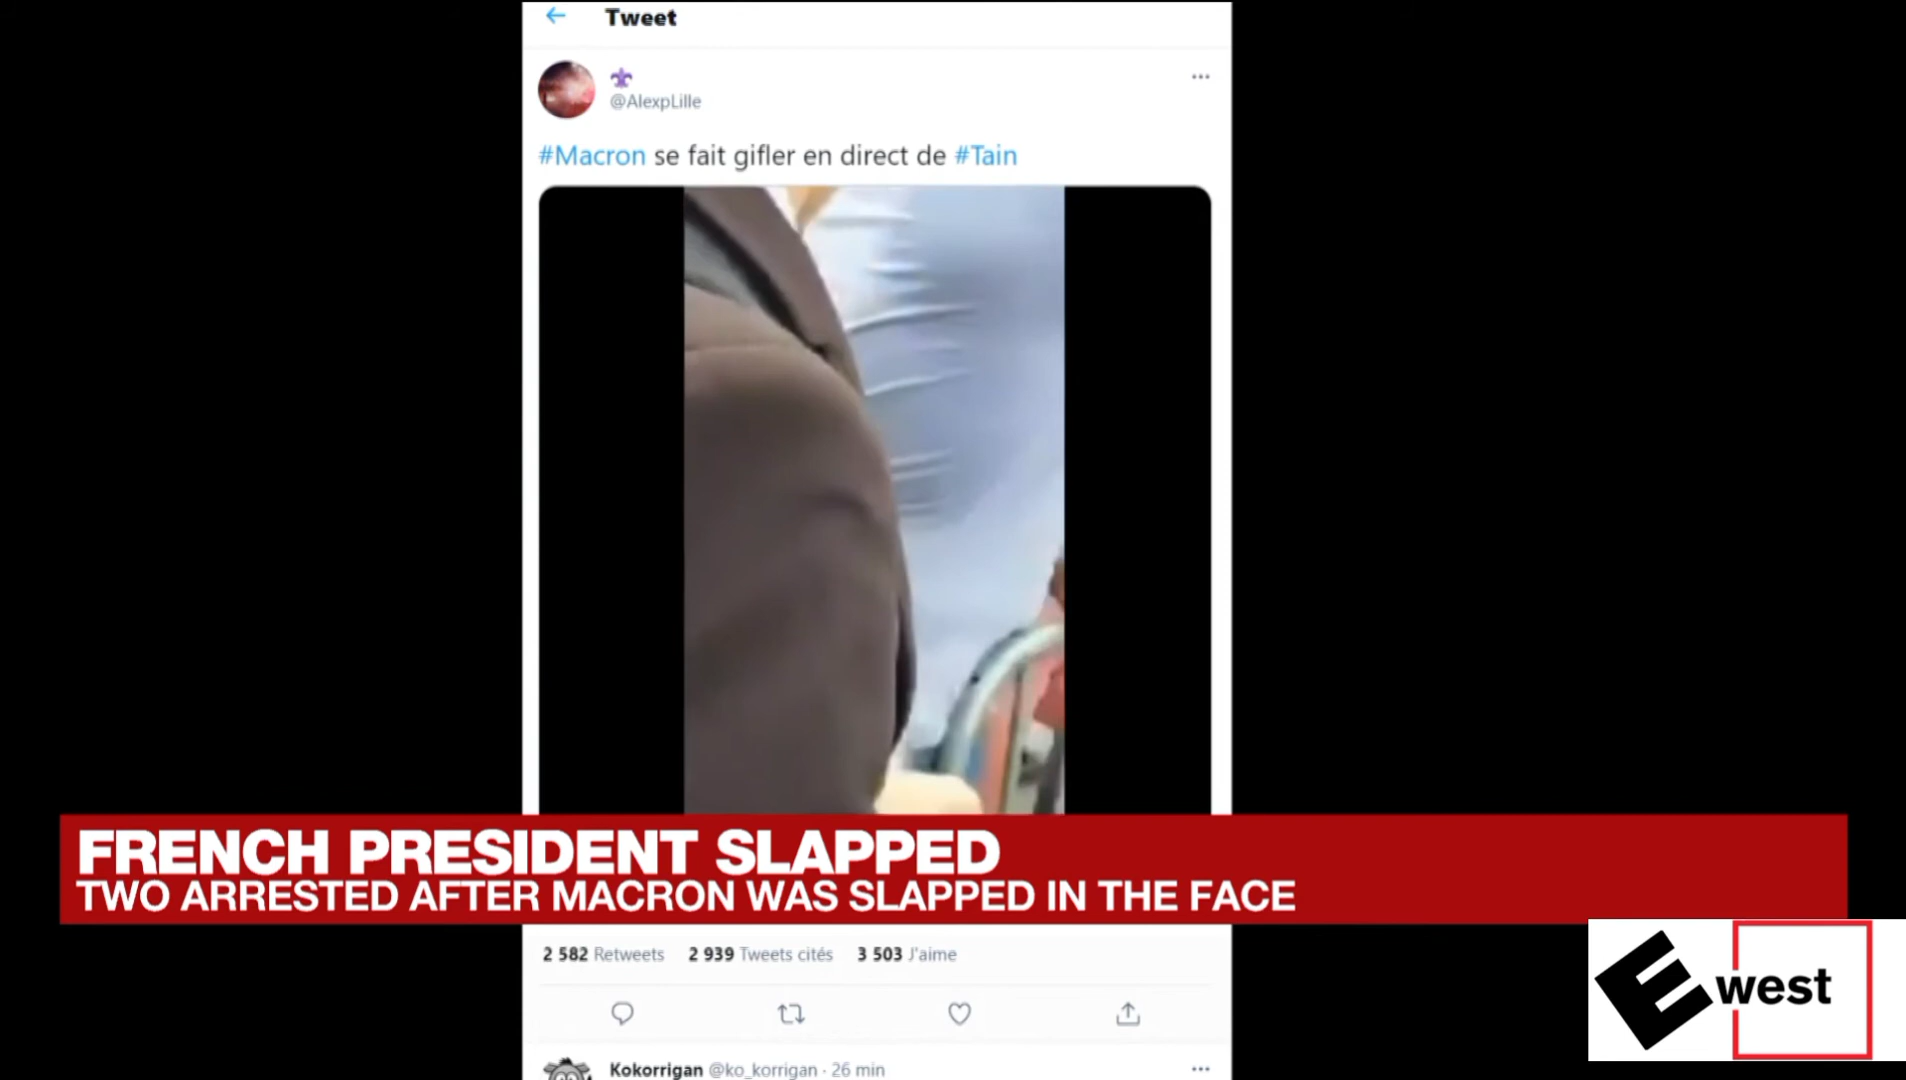 Tweet
@AlexpLille
#Macron se fait gifler en direct de #Tain
FRENCH PRESIDENT SLAPPED
TWO ARRESTED AFTER MACRON WAS SLAPPED IN THE FACE
2 582 Retweets 2 939 Tweets cités 3 503 J'aime
E west
Kokorrigan @ko_korrigan · 26 min